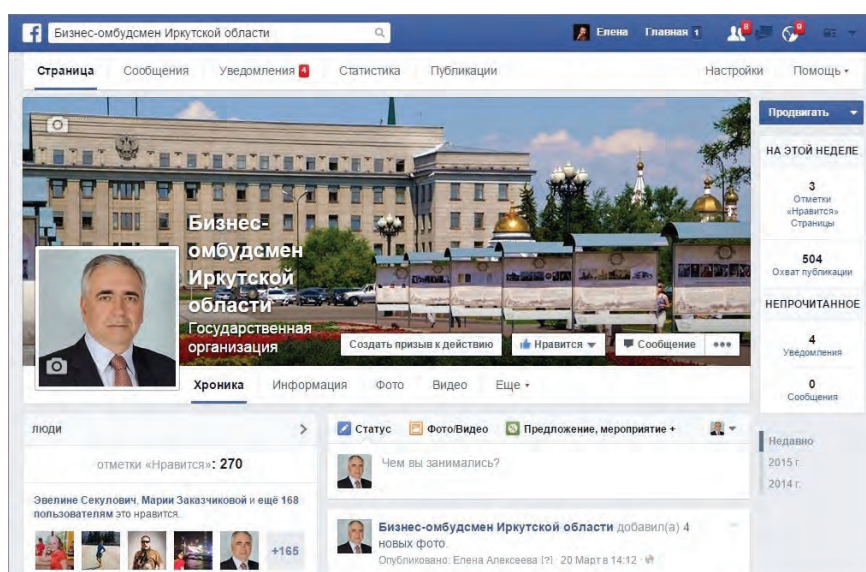 Бизнес-омбудсмен Иркутской области
Елена Главная 1
8
9
Страница Сообщения Уведомления 4 Статистика Публикации Настройки Помощь
Бизнес-
омбудсмен
Иркутской
области
Государственная
организация
Создать призыв к действию Нравится Сообщение
Хроника Информация Фото Видео Еще
Продвигать
НА ЭТОЙ НЕДЕЛЕ
3
Отметки
«Нравится»
Страницы
504
Охват публикации
НЕПРОЧИТАННОЕ
4
Уведомления
0
Сообщения
Недавно
2015 г.
2014 г.
ЛЮДИ
отметки «Нравится»: 270
Эвелине Секулович, Марии Заказчиковой и ещё 168
пользователям это нравится.
+165
Статус Фото/Видео Предложение, мероприятие +
Чем вы занимались?
Бизнес-омбудсмен Иркутской области добавил(а) 4
новых фото.
Опубликовано: Елена Алексеева [?] · 20 Март в 14:12 ·